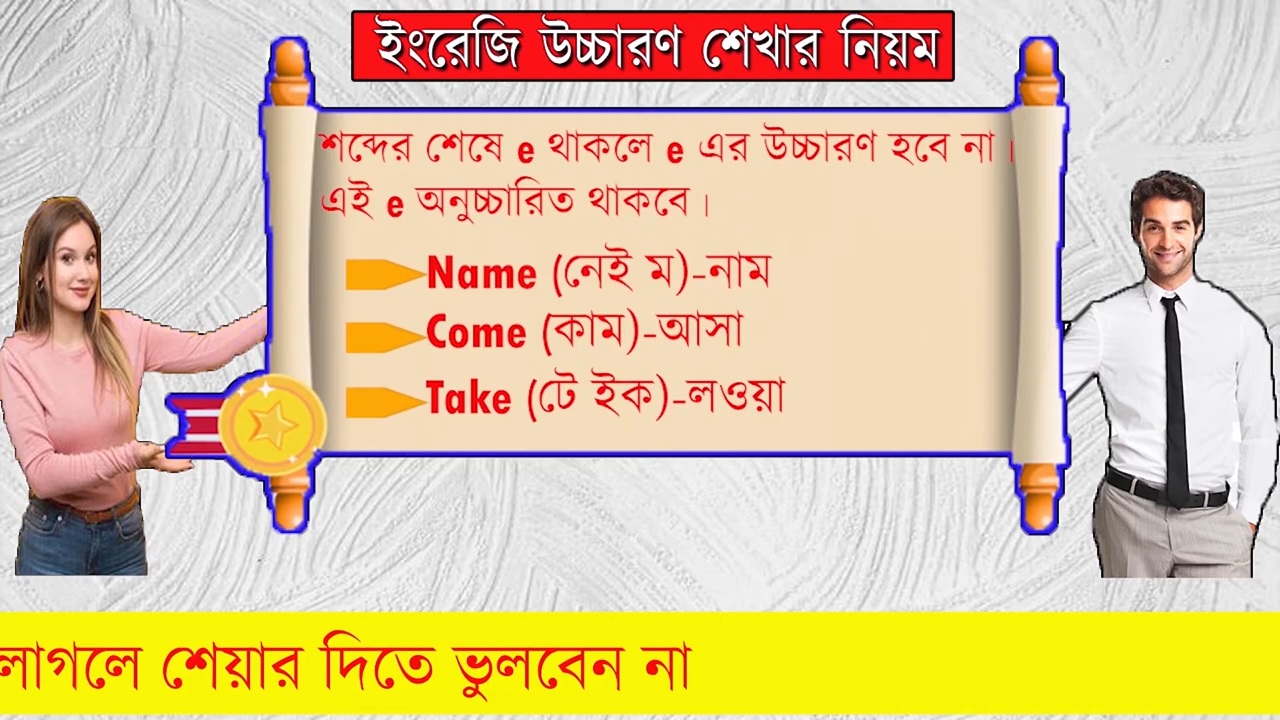 ইংরেজি উচ্চারণ শেখার নিয়ম
শব্দের শেষে e থাকলে e এর উচ্চারণ হবে না।
এই e অনুচ্চারিত থাকবে।
Name (নেই ম)-নাম
Come (কাম)-আসা
Take (টে ইক)-লওয়া
লাগলে শেয়ার দিতে ভুলবেন না